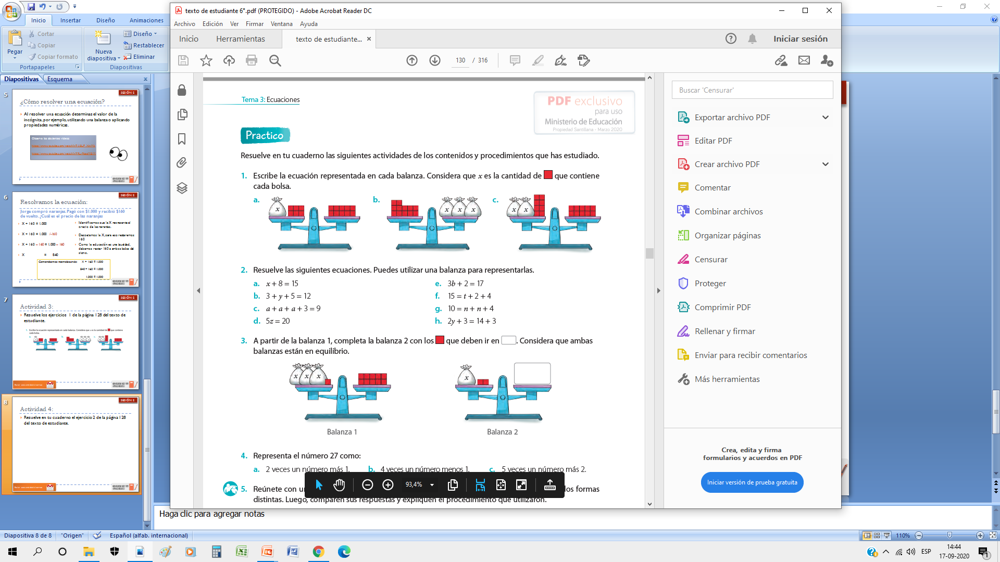 texto de estudiante 6°.pdf (PROTEGIDO) - Adobe Acrobat Reader DC
Archivo Edición Ver Firmar Ventana Ayuda
Inicio Herramientas texto de estudiante... ×
Iniciar sesión
130 / 316
Inicio Insertar Diseño Animaciones
Pegar
Cortar
Copiar
Copiar formato
Portapapeles
Nueva diapositiva
Diseño
Restablecer
Eliminar
Diapositivas
Diapositivas Esquema x
5
SESIÓN 2
¿Cómo resolver una ecuación?
Al resolver una ecuación determinas el valor de la
incógnita, por ejemplo, utilizando una balanza o aplicando
propiedades numéricas.
6
SESIÓN 2
Resolvamos la ecuación:
Jorge compró naranjas. Pagó con $1.000 y recibió $160
de vuelto. ¿Cuál es el precio de las naranjas
X + 160 = 1.000
Identificamos que la X representa el
precio de las naranjas.
X + 160 = 1.000 /-160
Despejamos la X, para eso restaremos
160
X + 160 – 160 = 1.000 – 160
Como la educación es una igualdad,
debemos restar 160 a ambos lados del
signo.
X = 840
Comprobamos reemplazando: X + 160 = 1.000
840 + 160 = 1.000
1.000 = 1.000
7
SESIÓN 2
Actividad 3:
Resuelve los ejercicios 1 de la página 128 del texto de
estudiante.
8
SESIÓN 2
Actividad 4:
Resuelve en tu cuaderno el ejercicio 2 de la página 128
del texto de estudiante.
Tema 3: Ecuaciones
PDF exclusivo
para uso
Ministerio de Educación
Propiedad Santillana - Marzo 2020
Practico
Resuelve en tu cuaderno las siguientes actividades de los contenidos y procedimientos que has estudiado.
1. Escribe la ecuación representada en cada balanza. Considera que x es la cantidad de que contiene
cada bolsa.
a. b. c.
x x x x x x
2. Resuelve las siguientes ecuaciones. Puedes utilizar una balanza para representarlas.
a. x + 8 = 15 e. 3b + 2 = 17
b. 3 + y + 5 = 12 f. 15 = t + 2 + 4
c. a + a + a + 3 = 9 g. 10 = n + n + 4
d. 5z = 20 h. 2y + 3 = 14 + 3
3. A partir de la balanza 1, completa la balanza 2 con los que deben ir en . Considera que ambas
balanzas están en equilibrio.
x x x x
Balanza 1 Balanza 2
4. Representa el número 27 como:
a. 2 veces un número más 1. b. 4 veces un número menos 1. c. 5 veces un número más 2.
93,4%
5. Reúnete con un los formas
distintas. Luego, comparen sus respuestas y expliquen el procedimiento que utilizaron.
Buscar 'Censurar'
Exportar archivo PDF
Editar PDF
Crear archivo PDF
Comentar
Combinar archivos
Organizar páginas
Censurar
Proteger
Comprimir PDF
Rellenar y firmar
Enviar para recibir comentarios
Más herramientas
Crea, edita y firma
formularios y acuerdos en PDF
Iniciar versión de prueba gratuita
Haga clic para agregar notas
Diapositiva 8 de 8 "Origen" Español (alfab. internacional)
110%
ESP
14:44
17-09-2020
1